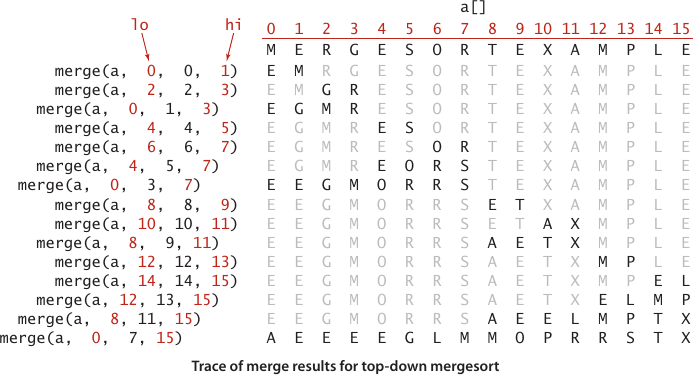 a[]
lo hi 0 1 2 3 4 5 6 7 8 9 10 11 12 13 14 15
M E R G E S O R T E X A M P L E
merge(a, 0, 0, 1) E M R G E S O R T E X A M P L E
merge(a, 2, 2, 3) E M G R E S O R T E X A M P L E
merge(a, 0, 1, 3) E G M R E S O R T E X A M P L E
merge(a, 4, 4, 5) E G M R E S O R T E X A M P L E
merge(a, 6, 6, 7) E G M R E S O R T E X A M P L E
merge(a, 4, 5, 7) E G M R E O R S T E X A M P L E
merge(a, 0, 3, 7) E E G M O R R S T E X A M P L E
merge(a, 8, 8, 9) E E G M O R R S E T X A M P L E
merge(a, 10, 10, 11) E E G M O R R S E T A X M P L E
merge(a, 8, 9, 11) E E G M O R R S A E T X M P L E
merge(a, 12, 12, 13) E E G M O R R S A E T X M P L E
merge(a, 14, 14, 15) E E G M O R R S A E T X M P E L
merge(a, 12, 13, 15) E E G M O R R S A E T X E L M P
merge(a, 8, 11, 15) E E G M O R R S A E E L M P T X
merge(a, 0, 7, 15) A E E E E G L M M O P R R S T X
Trace of merge results for top-down mergesort